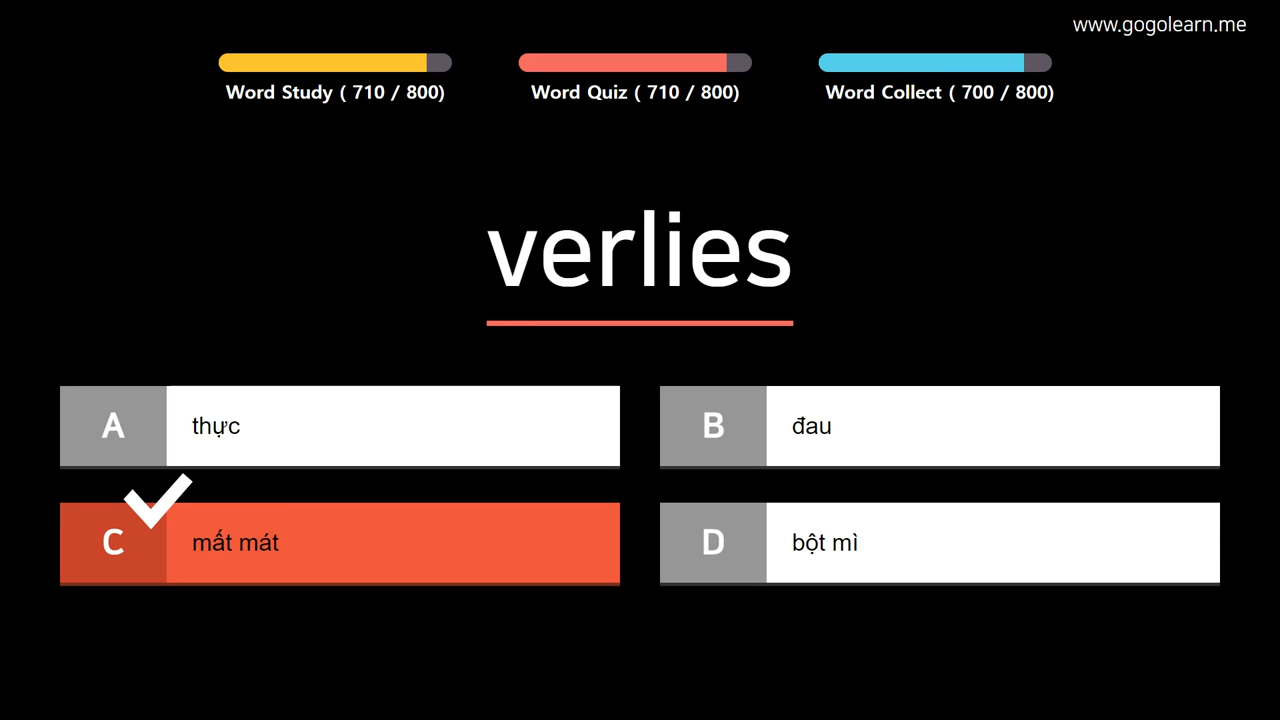 www.gogolearn.me
Word Study ( 710 / 800)
Word Quiz ( 710 / 800)
Word Collect ( 700 / 800)
verlies
A
thực
B
đau
C
mất mát
D
bột mì